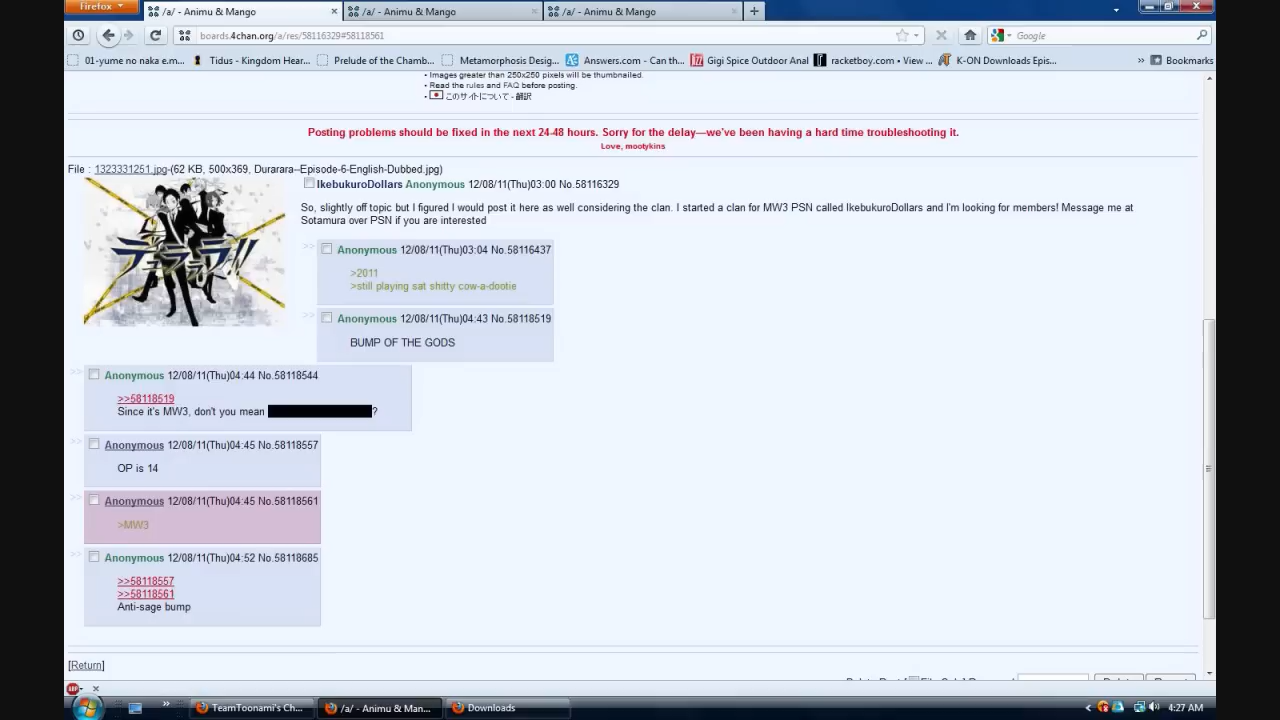 Firefox
/a/ - Animu & Mango
/a/ - Animu & Mango
/a/ - Animu & Mango
boards.4chan.org/a/res/58116329#58118561
Google
01-yume no naka e.m...
Tidus - Kingdom Hear...
Prelude of the Chamb...
Metamorphosis Desig...
Answers.com - Can th...
Gigi Spice Outdoor Anal
racketboy.com • View ...
K-ON Downloads Epis...
Bookmarks
• Images greater than 250x250 pixels will be thumbnailed.
• Read the rules and FAQ before posting.
• このサイトについて - 翻訳
Posting problems should be fixed in the next 24-48 hours. Sorry for the delay—we've been having a hard time troubleshooting it.
Love, mootykins
File : 1323331251.jpg-(62 KB, 500x369, Durarara--Episode-6-English-Dubbed.jpg)
デュラララ!!
IkebukuroDollars Anonymous 12/08/11(Thu)03:00 No.58116329
So, slightly off topic but I figured I would post it here as well considering the clan. I started a clan for MW3 PSN called IkebukuroDollars and I'm looking for members! Message me at
Sotamura over PSN if you are interested
>> Anonymous 12/08/11(Thu)03:04 No.58116437
>2011
>still playing sat shitty cow-a-dootie
>> Anonymous 12/08/11(Thu)04:43 No.58118519
BUMP OF THE GODS
>> Anonymous 12/08/11(Thu)04:44 No.58118544
>>58118519
Since it's MW3, don't you mean ?
>> Anonymous 12/08/11(Thu)04:45 No.58118557
OP is 14
>> Anonymous 12/08/11(Thu)04:45 No.58118561
>MW3
>> Anonymous 12/08/11(Thu)04:52 No.58118685
>>58118557
>>58118561
Anti-sage bump
[Return]
TeamToonami's Ch...
/a/ - Animu & Man...
Downloads
4:27 AM